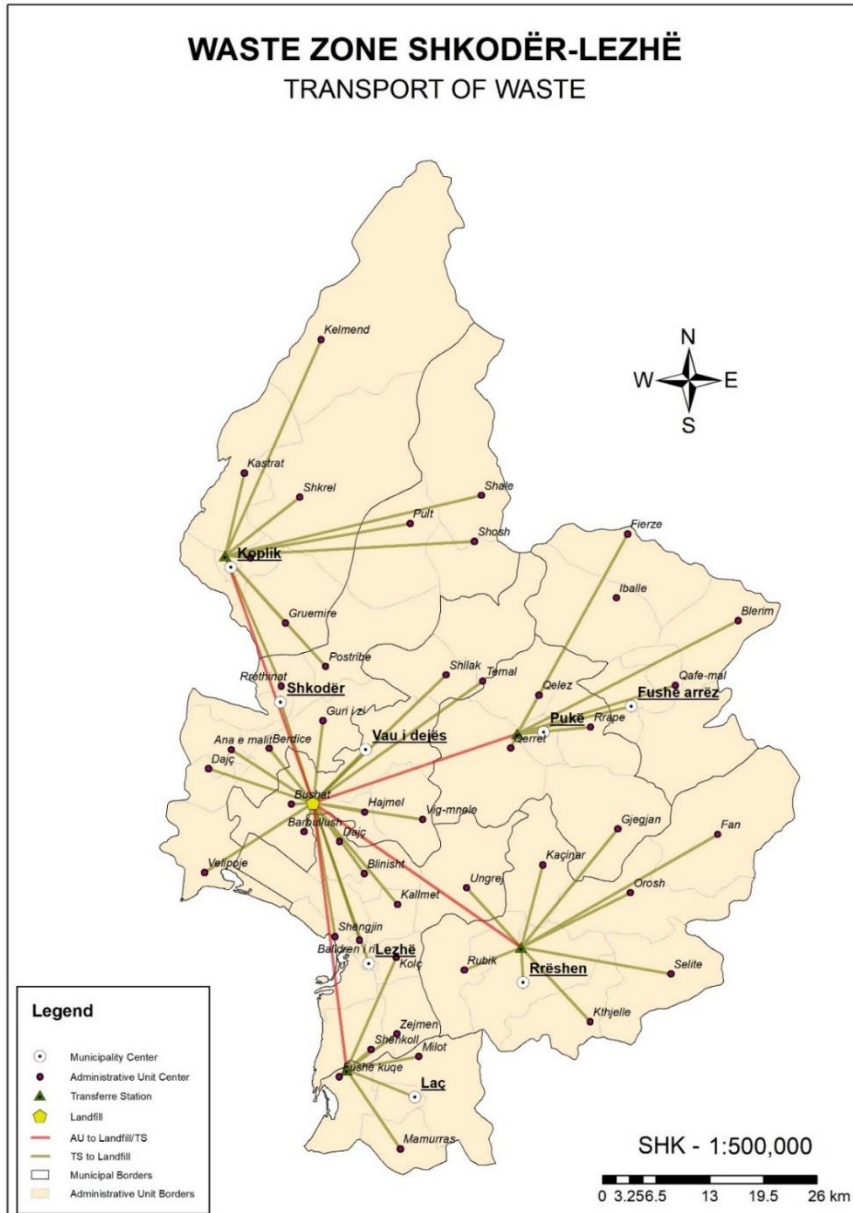 WASTE ZONE SHKODËR-LEZHË
TRANSPORT OF WASTE
Kelmend
N
W
E
S
Kastrat
Shkrel
Shale
Pult
Shosh
Fierze
Koplik
Iballe
Blerim
Gruemire
Postribe
Rrethinat
Shllak
Temal
Qelez
Qafe-mal
Shkodër
Fushë arrëz
Guri i zi
Pukë
Rrape
Vau i dejës
Ana e malit
Berdice
Qerret
Dajç
Bushat
Hajmel
Vig-mnele
Barbullush
Dajç
Gjegjan
Fan
Blinisht
Kaçinar
Velipoje
Ungrej
Orosh
Kallmet
Shengjin
Balldren i ri
Lezhë
Kolç
Rubik
Rrëshen
Selite
Kthjelle
Zejmen
Shenkoll
Milot
Fushe kuqe
Laç
Mamurras
Legend
Municipality Center
Administrative Unit Center
Transferre Station
Landfill
AU to Landfill/TS
TS to Landfill
Municipal Borders
Administrative Unit Borders
SHK - 1:500,000
0 3.256.5 13 19.5 26 km